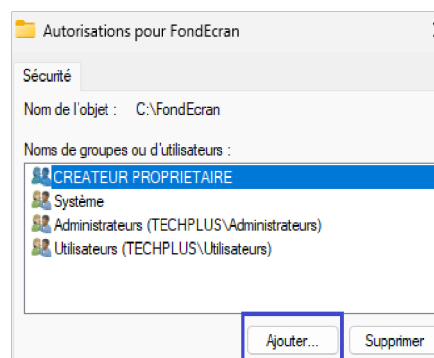 Autorisations pour FondEcran
Sécurité
Nom de l'objet : C:\FondEcran
Noms de groupes ou d'utilisateurs :
CREATEUR PROPRIETAIRE
Système
Administrateurs (TECHPLUS\Administrateurs)
Utilisateurs (TECHPLUS\Utilisateurs)
Ajouter... Supprimer